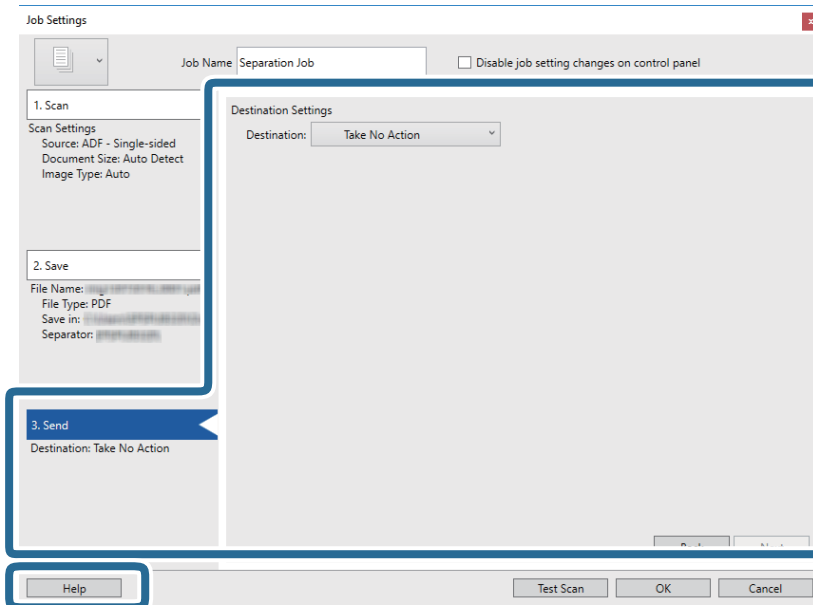 Job Settings
Job Name Separation Job
Disable job setting changes on control panel
1. Scan
Scan Settings
Source: ADF - Single-sided
Document Size: Auto Detect
Image Type: Auto
2. Save
File Name:
File Type: PDF
Save in:
Separator:
3. Send
Destination: Take No Action
Destination Settings
Destination: Take No Action
Help
Test Scan
OK
Cancel